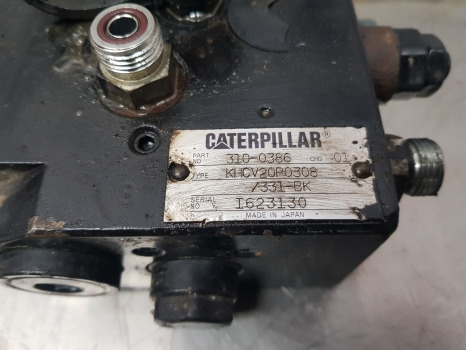 CATERPILLAR®
PART NO 310-0386 CHG 01
TYPE KHCV20P0308
/331-BK
SERIAL NO I623130
MADE IN JAPAN